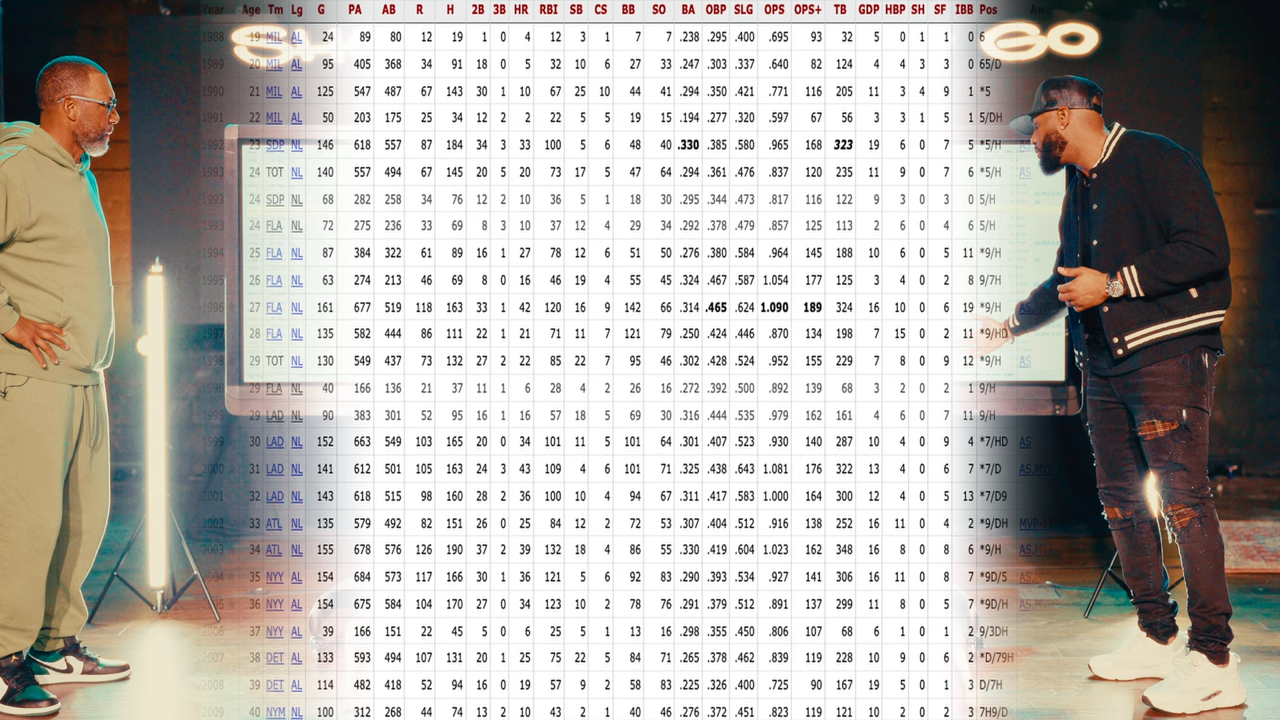 Year Age Tm Lg G PA AB R H 2B 3B HR RBI SB CS BB SO BA OBP SLG OPS OPS+ TB GDP HBP SH SF IBB Pos Aw
1988 19 MIL AL 24 89 80 12 19 1 0 4 12 3 1 7 7 .238 .295 .400 .695 93 32 5 0 1 1 0 6
GO
1989 20 MIL AL 95 405 368 34 91 18 0 5 32 10 6 27 33 .247 .303 .337 .640 82 124 4 4 3 3 0 65/D
1990 21 MIL AL 125 547 487 67 143 30 1 10 67 25 10 44 41 .294 .350 .421 .771 116 205 11 3 4 9 1 *5
1991 22 MIL AL 50 203 175 25 34 12 2 2 22 5 5 19 15 .194 .277 .320 .597 67 56 3 3 1 5 1 5/DH
1992 23 SDP NL 146 618 557 87 184 34 3 33 100 5 6 48 40 .330 .385 .580 .965 168 323 19 6 0 7 5 *5/H AS
1993 24 TOT NL 140 557 494 67 145 20 5 20 73 17 5 47 64 .294 .361 .476 .837 120 235 11 9 0 7 6 *5/H AS
1993 24 SDP NL 62 258 34 76 12 2 10 36 5 1 18 30 .295 .344 .473 .817 116 122 9 3 0 3 0 5/H
1993 24 FLA NL 72 275 236 33 69 8 3 10 37 12 4 29 34 .292 .378 .479 .857 125 113 2 6 0 4 6 5/H
1994 25 FLA NL 384 322 61 89 16 1 27 78 12 51 50 .276 .380 .584 .964 145 188 10 6 0 5 11 *9/H
26 FLA NL 63 274 213 46 69 8 0 16 46 19 4 55 45 .324 .467 .587 1.054 177 125 3 4 2 8 9/7H
1996 27 FLA NL 677 519 118 163 33 42 120 16 9 142 66 .314 .465 .624 1.090 189 324 16 10 0 6 19 *9/H
1997 28 FLA NL 582 444 86 111 22 21 71 11 7 121 79 .250 .424 .446 .870 134 198 7 15 2 11 *9/HD
1998 29 TOT NL 130 549 437 73 132 27 2 22 85 22 7 95 46 .302 .428 .524 .952 155 229 7 8 0 9 12 *9/H AS
29 FLA NL 40 166 136 21 37 11 1 6 28 4 2 26 16 .272 .392 .500 .892 139 68 3 2 0 2 1 9/H
1998 29 LAD NL 90 383 301 52 95 16 1 16 57 18 5 69 30 .316 .444 .535 .979 162 161 4 6 0 7 11 9/H
1999 30 LAD NL 152 663 549 103 165 20 0 34 101 11 5 101 64 .301 .407 .523 .930 140 287 10 4 0 9 4 *7/HD AS
2000 31 LAD NL 141 612 501 105 163 24 3 43 109 4 6 101 71 .325 .438 .643 1.081 176 322 13 4 0 6 7 *7/D
2001 32 LAD NL 143 618 515 98 160 28 2 36 100 10 4 94 67 .311 .417 .583 1.000 164 300 12 4 0 5 13 *7/D9
2002 33 ATL NL 135 579 492 82 151 26 0 25 84 12 2 72 53 .307 .404 .512 .916 138 252 16 11 0 4 2 *9/DH
2003 34 ATL NL 155 678 576 126 190 37 2 39 132 18 4 86 55 .330 .419 .604 1.023 162 348 16 8 0 8 6 *9/H
2004 35 NYY AL 154 684 573 117 166 30 1 36 121 5 6 92 83 .290 .393 .534 .927 141 306 16 11 8 7 *9D/5
36 NYY AL 154 675 584 104 170 27 0 34 123 10 2 78 76 .291 .379 .512 .891 137 299 11 8 0 5 7 *9D/H
2006 37 NYY AL 39 166 151 22 45 5 0 6 25 5 1 13 16 .298 .355 .450 .806 107 68 6 1 0 1 2 9/3DH
2007 38 DET AL 133 593 494 107 131 20 1 25 75 22 5 84 71 .265 .378 .462 .839 119 228 10 9 0 6 2 *D/79H
2008 39 DET AL 114 482 418 52 94 16 0 19 57 9 2 58 83 .225 .326 .400 .725 90 167 19 5 0 1 3 D/7H
2009 40 NYM NL 100 312 268 44 74 13 2 10 43 2 1 40 46 .276 .372 .451 .823 119 121 10 2 0 2 3 7H9/D